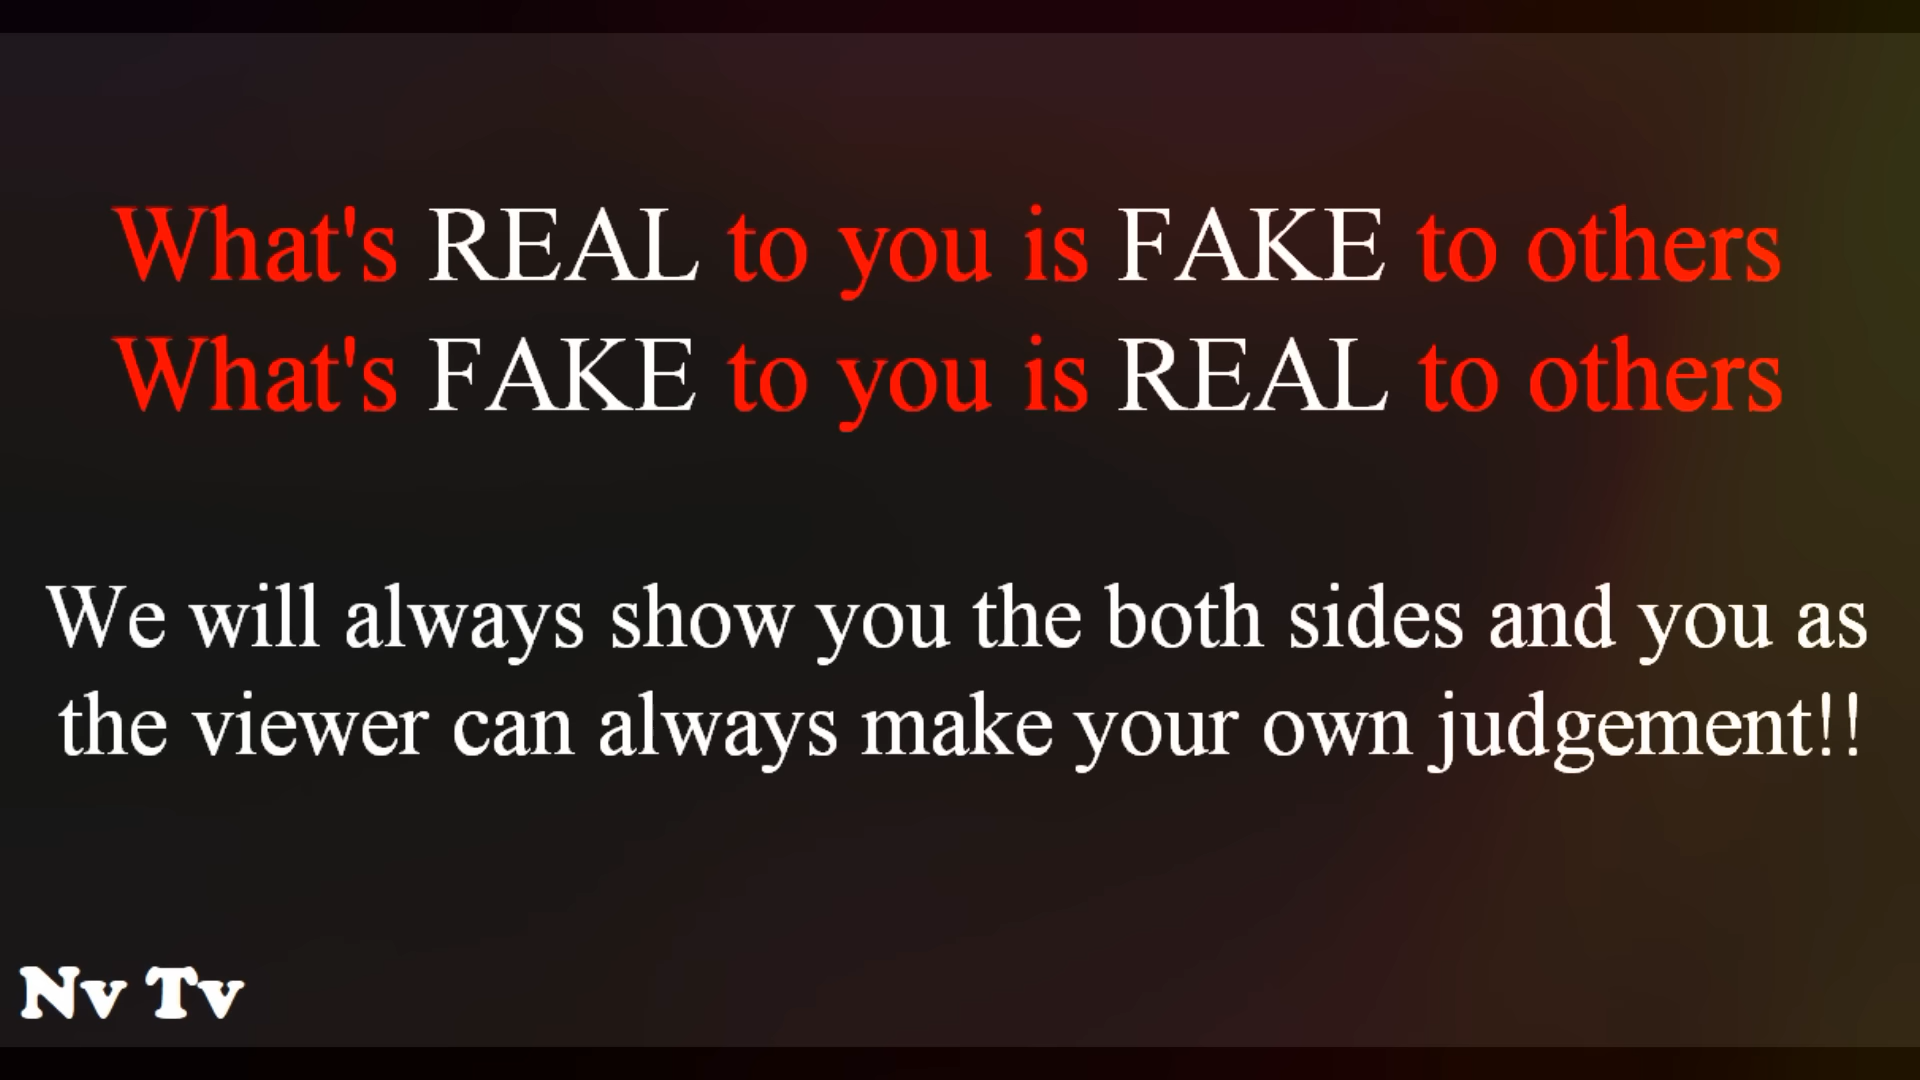 What's REAL to you is FAKE to others
What's FAKE to you is REAL to others
We will always show you the both sides and you as
the viewer can always make your own judgement!!
Nv Tv